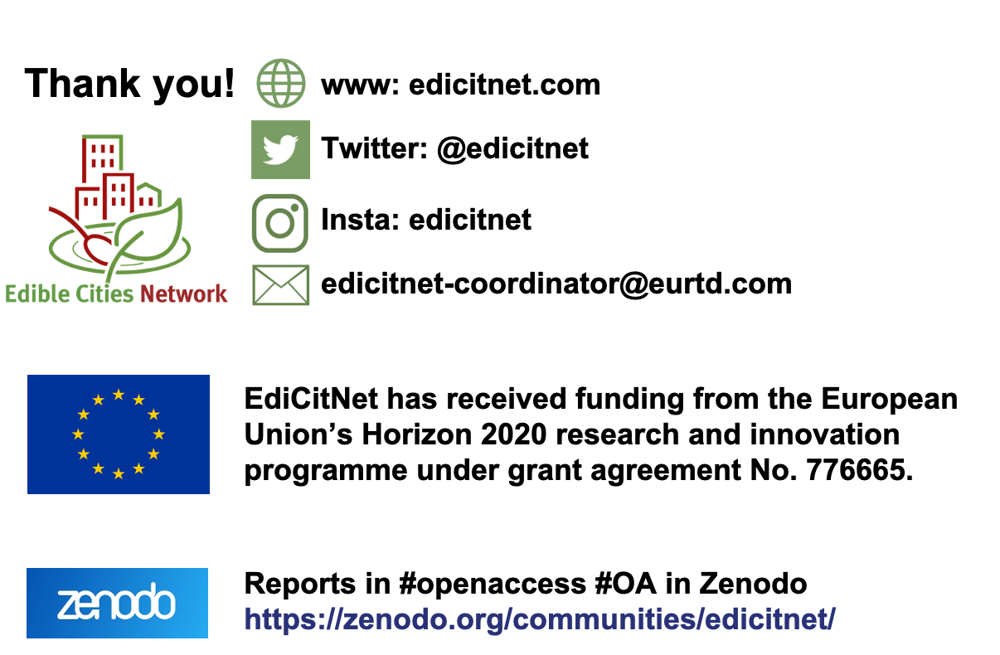 Thank you!
www: edicitnet.com
Twitter: @edicitnet
Insta: edicitnet
edicitnet-coordinator@eurtd.com
Edible Cities Network
EdiCitNet has received funding from the European
Union’s Horizon 2020 research and innovation
programme under grant agreement No. 776665.
zenodo
Reports in #openaccess #OA in Zenodo
https://zenodo.org/communities/edicitnet/